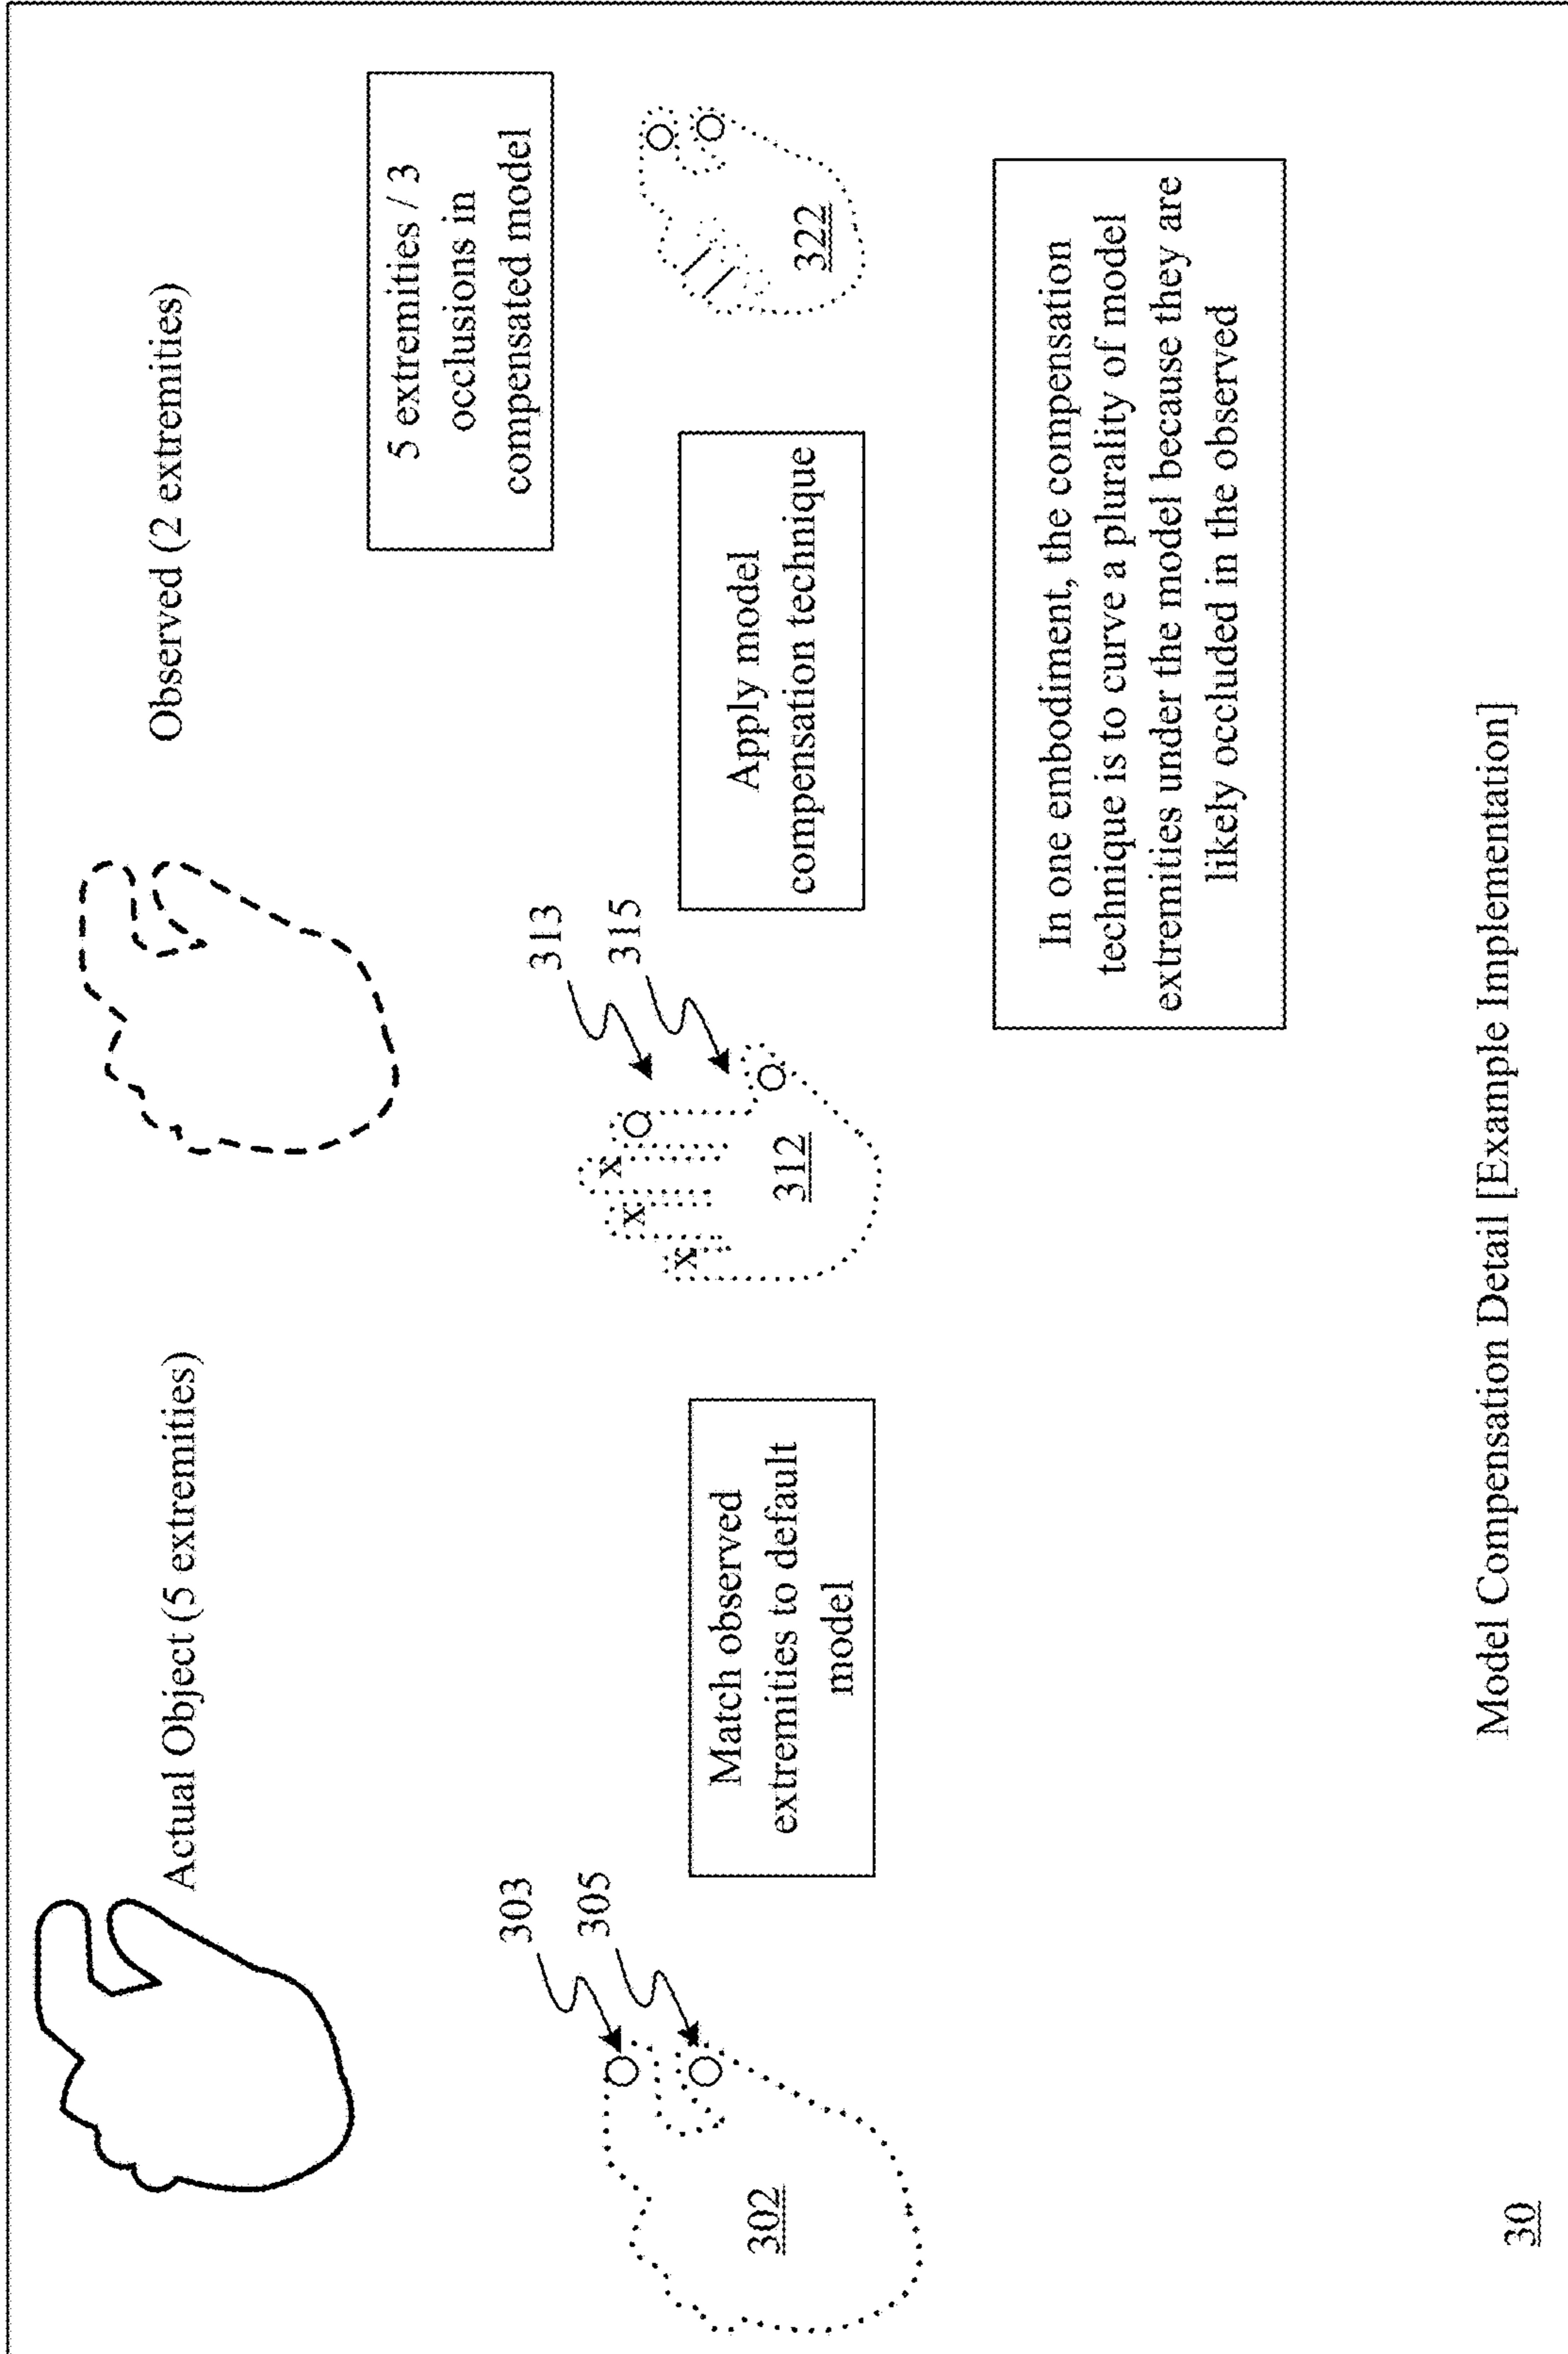 Actual Object (5 extremities)
Observed (2 extremities)
5 extremities / 3
occlusions in
compensated model
303
305
302
Match observed
extremities to default
model
313
315
x
x
x
312
Apply model
compensation technique
322
In one embodiment, the compensation
technique is to curve a plurality of model
extremities under the model because they are
likely occluded in the observed
Model Compensation Detail [Example Implementation]
30